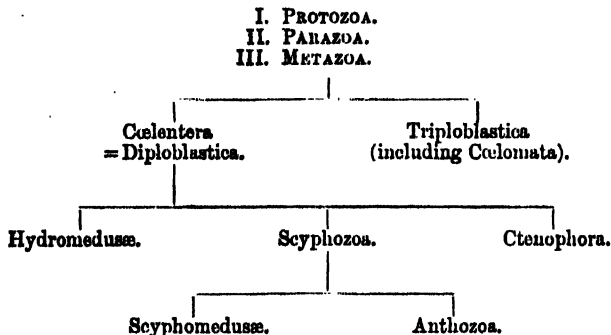 I. PROTOZOA.
II. PARAZOA.
III. METAZOA.
Cœlentera
= Diploblastica.
Triploblastica
(including Cœlomata).
Hydromedusæ.
Scyphozoa.
Ctenophora.
Scyphomedusæ.
Anthozoa.